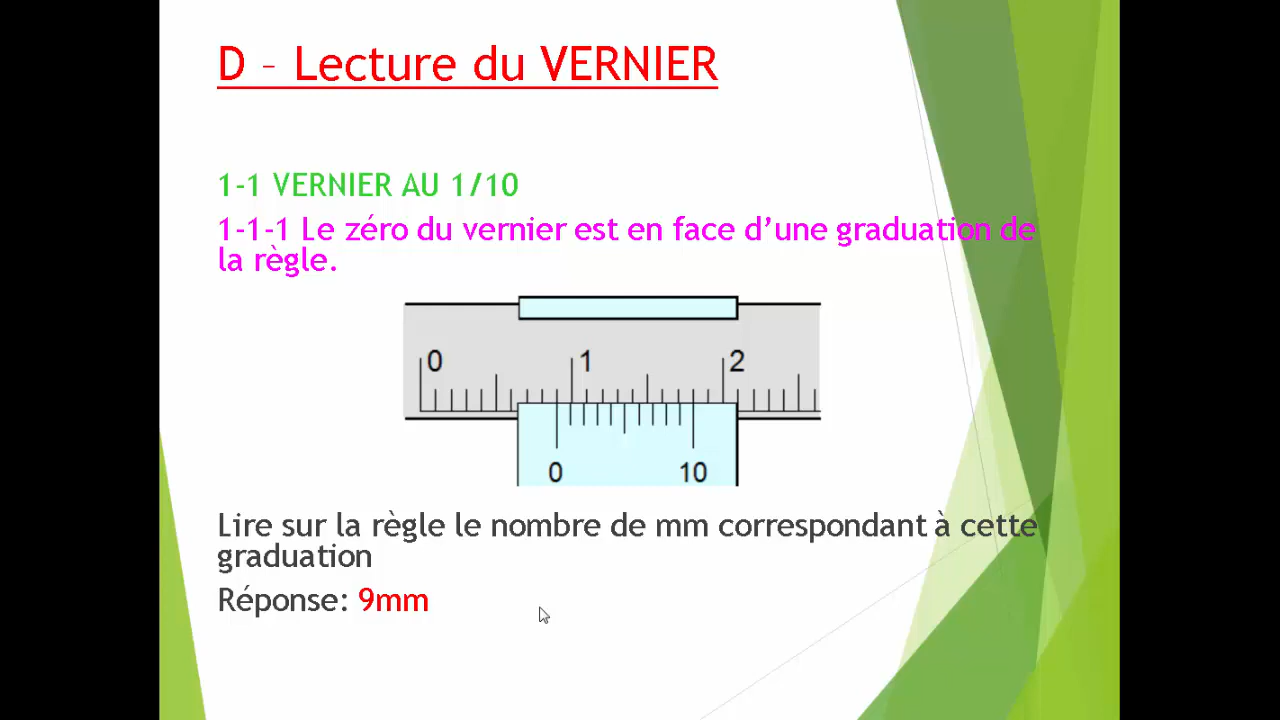 D – Lecture du VERNIER
1-1 VERNIER AU 1/10
1-1-1 Le zéro du vernier est en face d’une graduation de
la règle.
0 1 2
0 10
Lire sur la règle le nombre de mm correspondant à cette
graduation
Réponse: 9mm